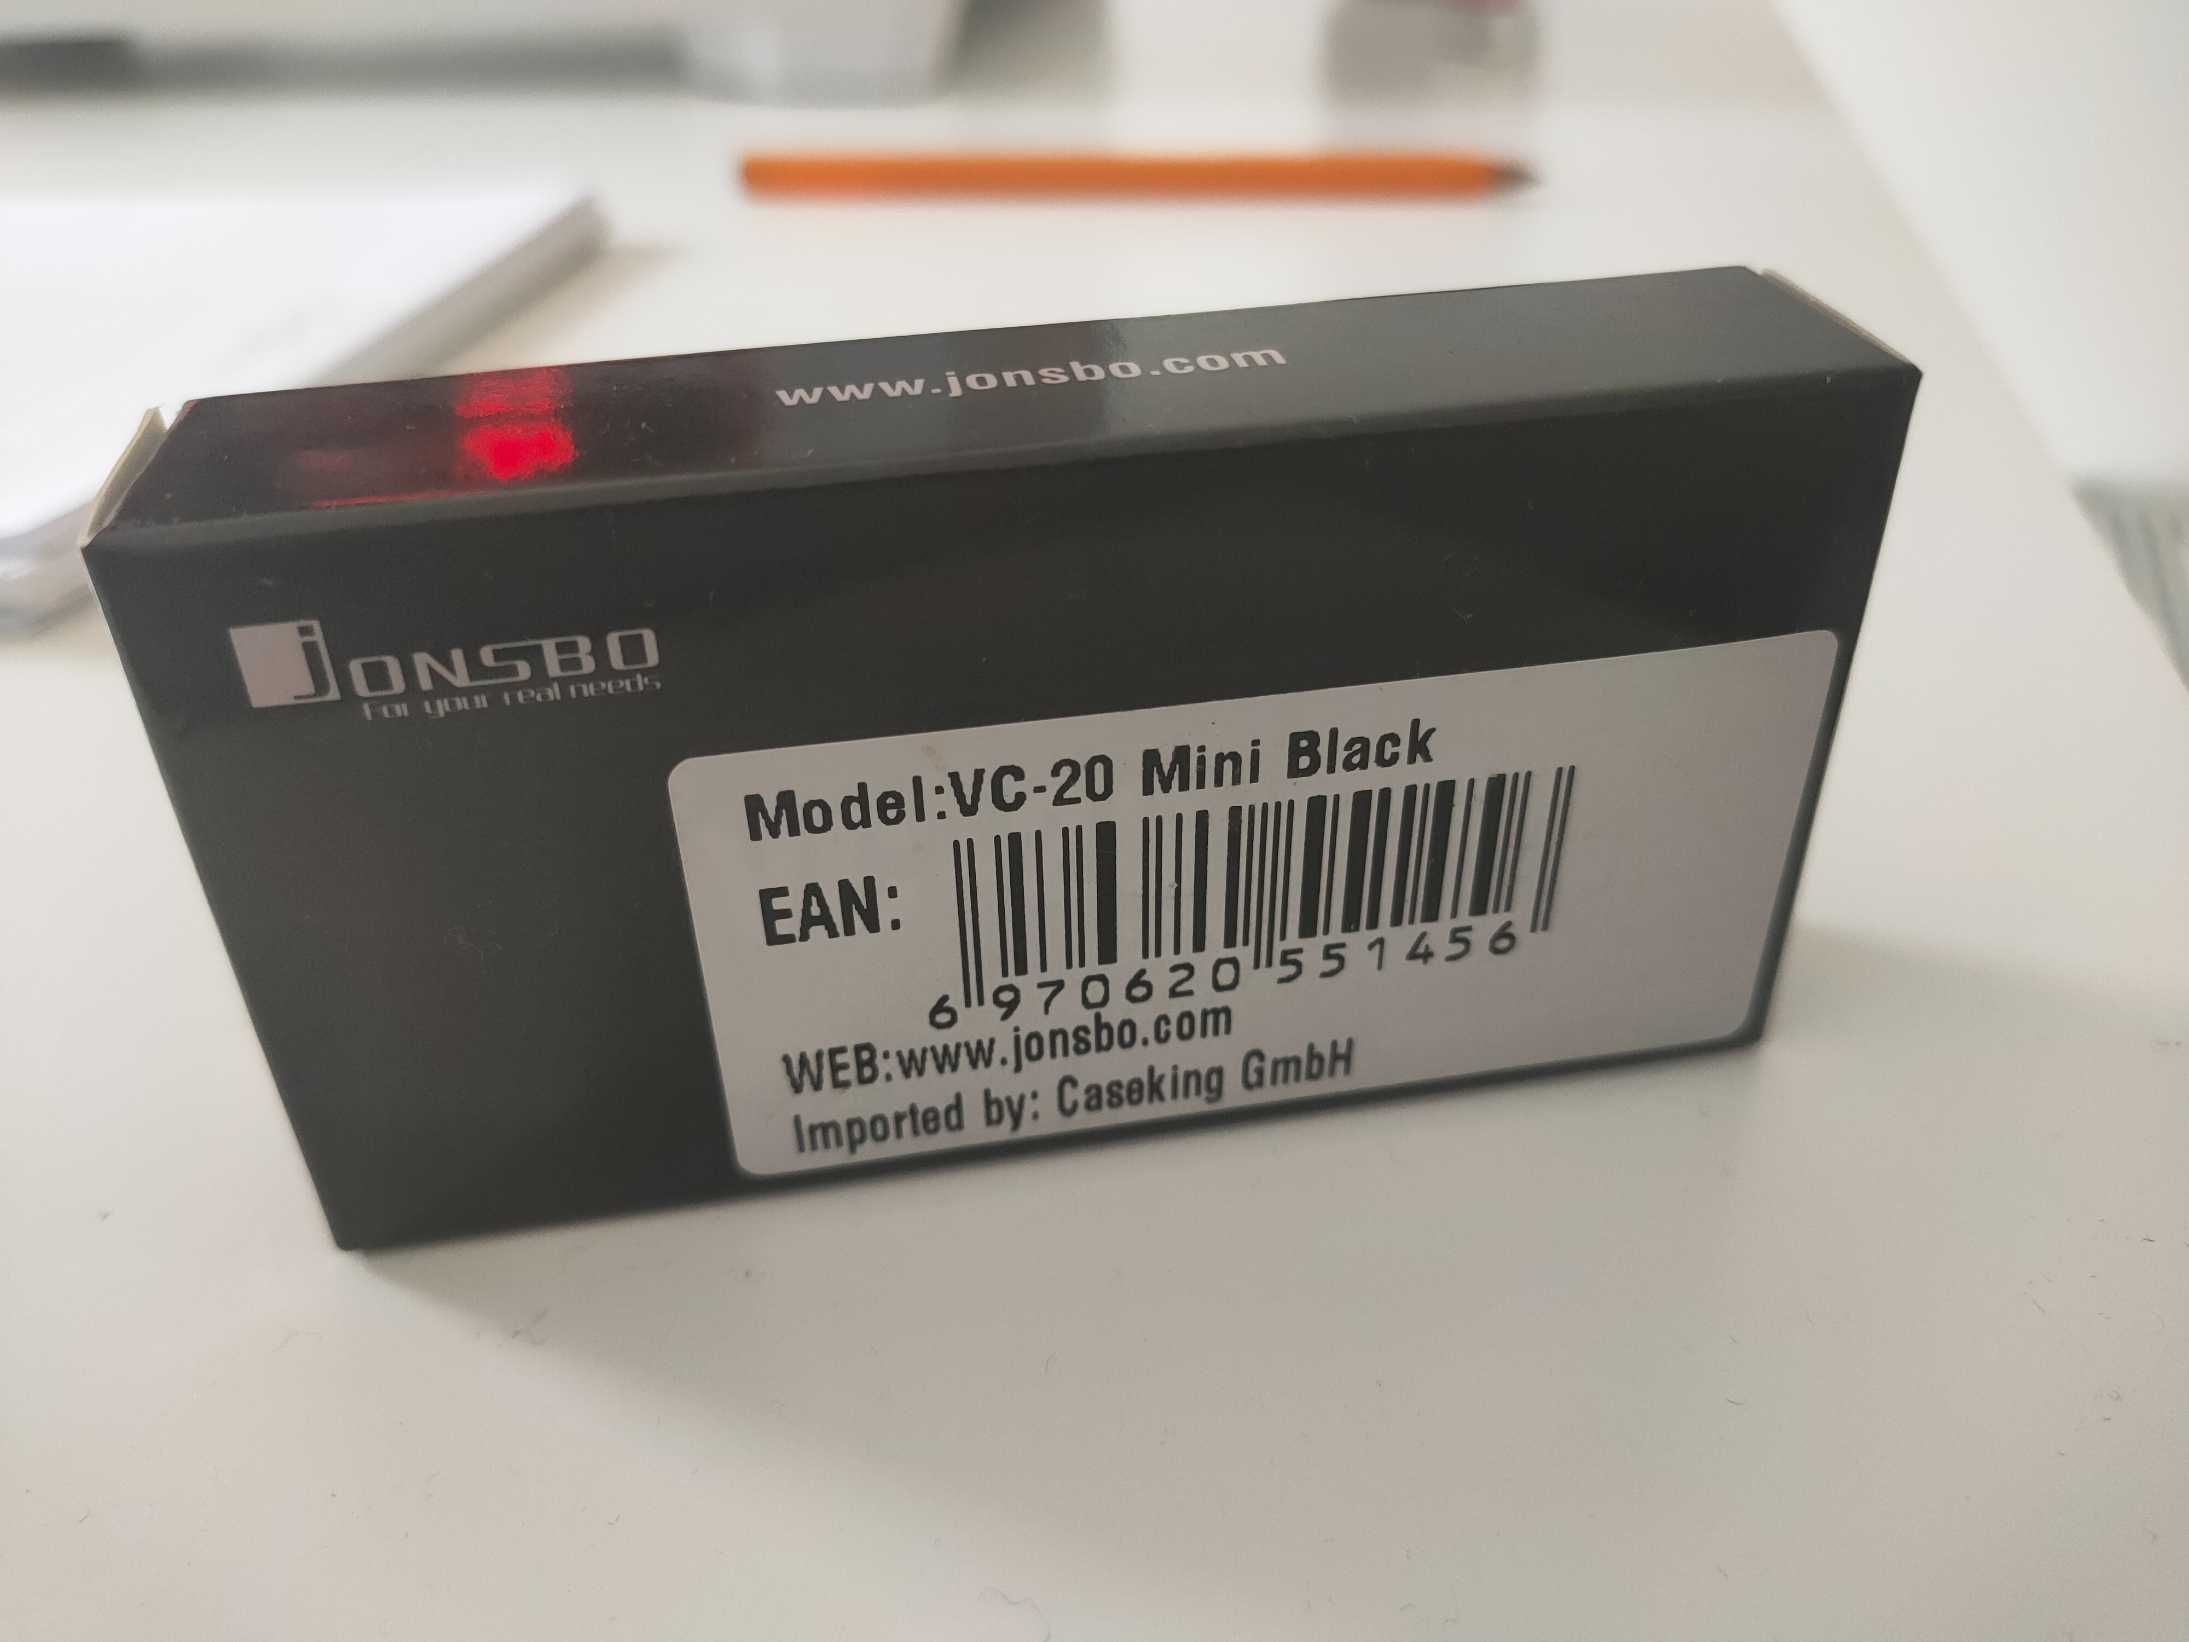 www.jonsbo.com
JONSBO
For your real needs
Model:VC-20 Mini Black
EAN:
6 970620 551456
WEB:www.jonsbo.com
Imported by: Caseking GmbH